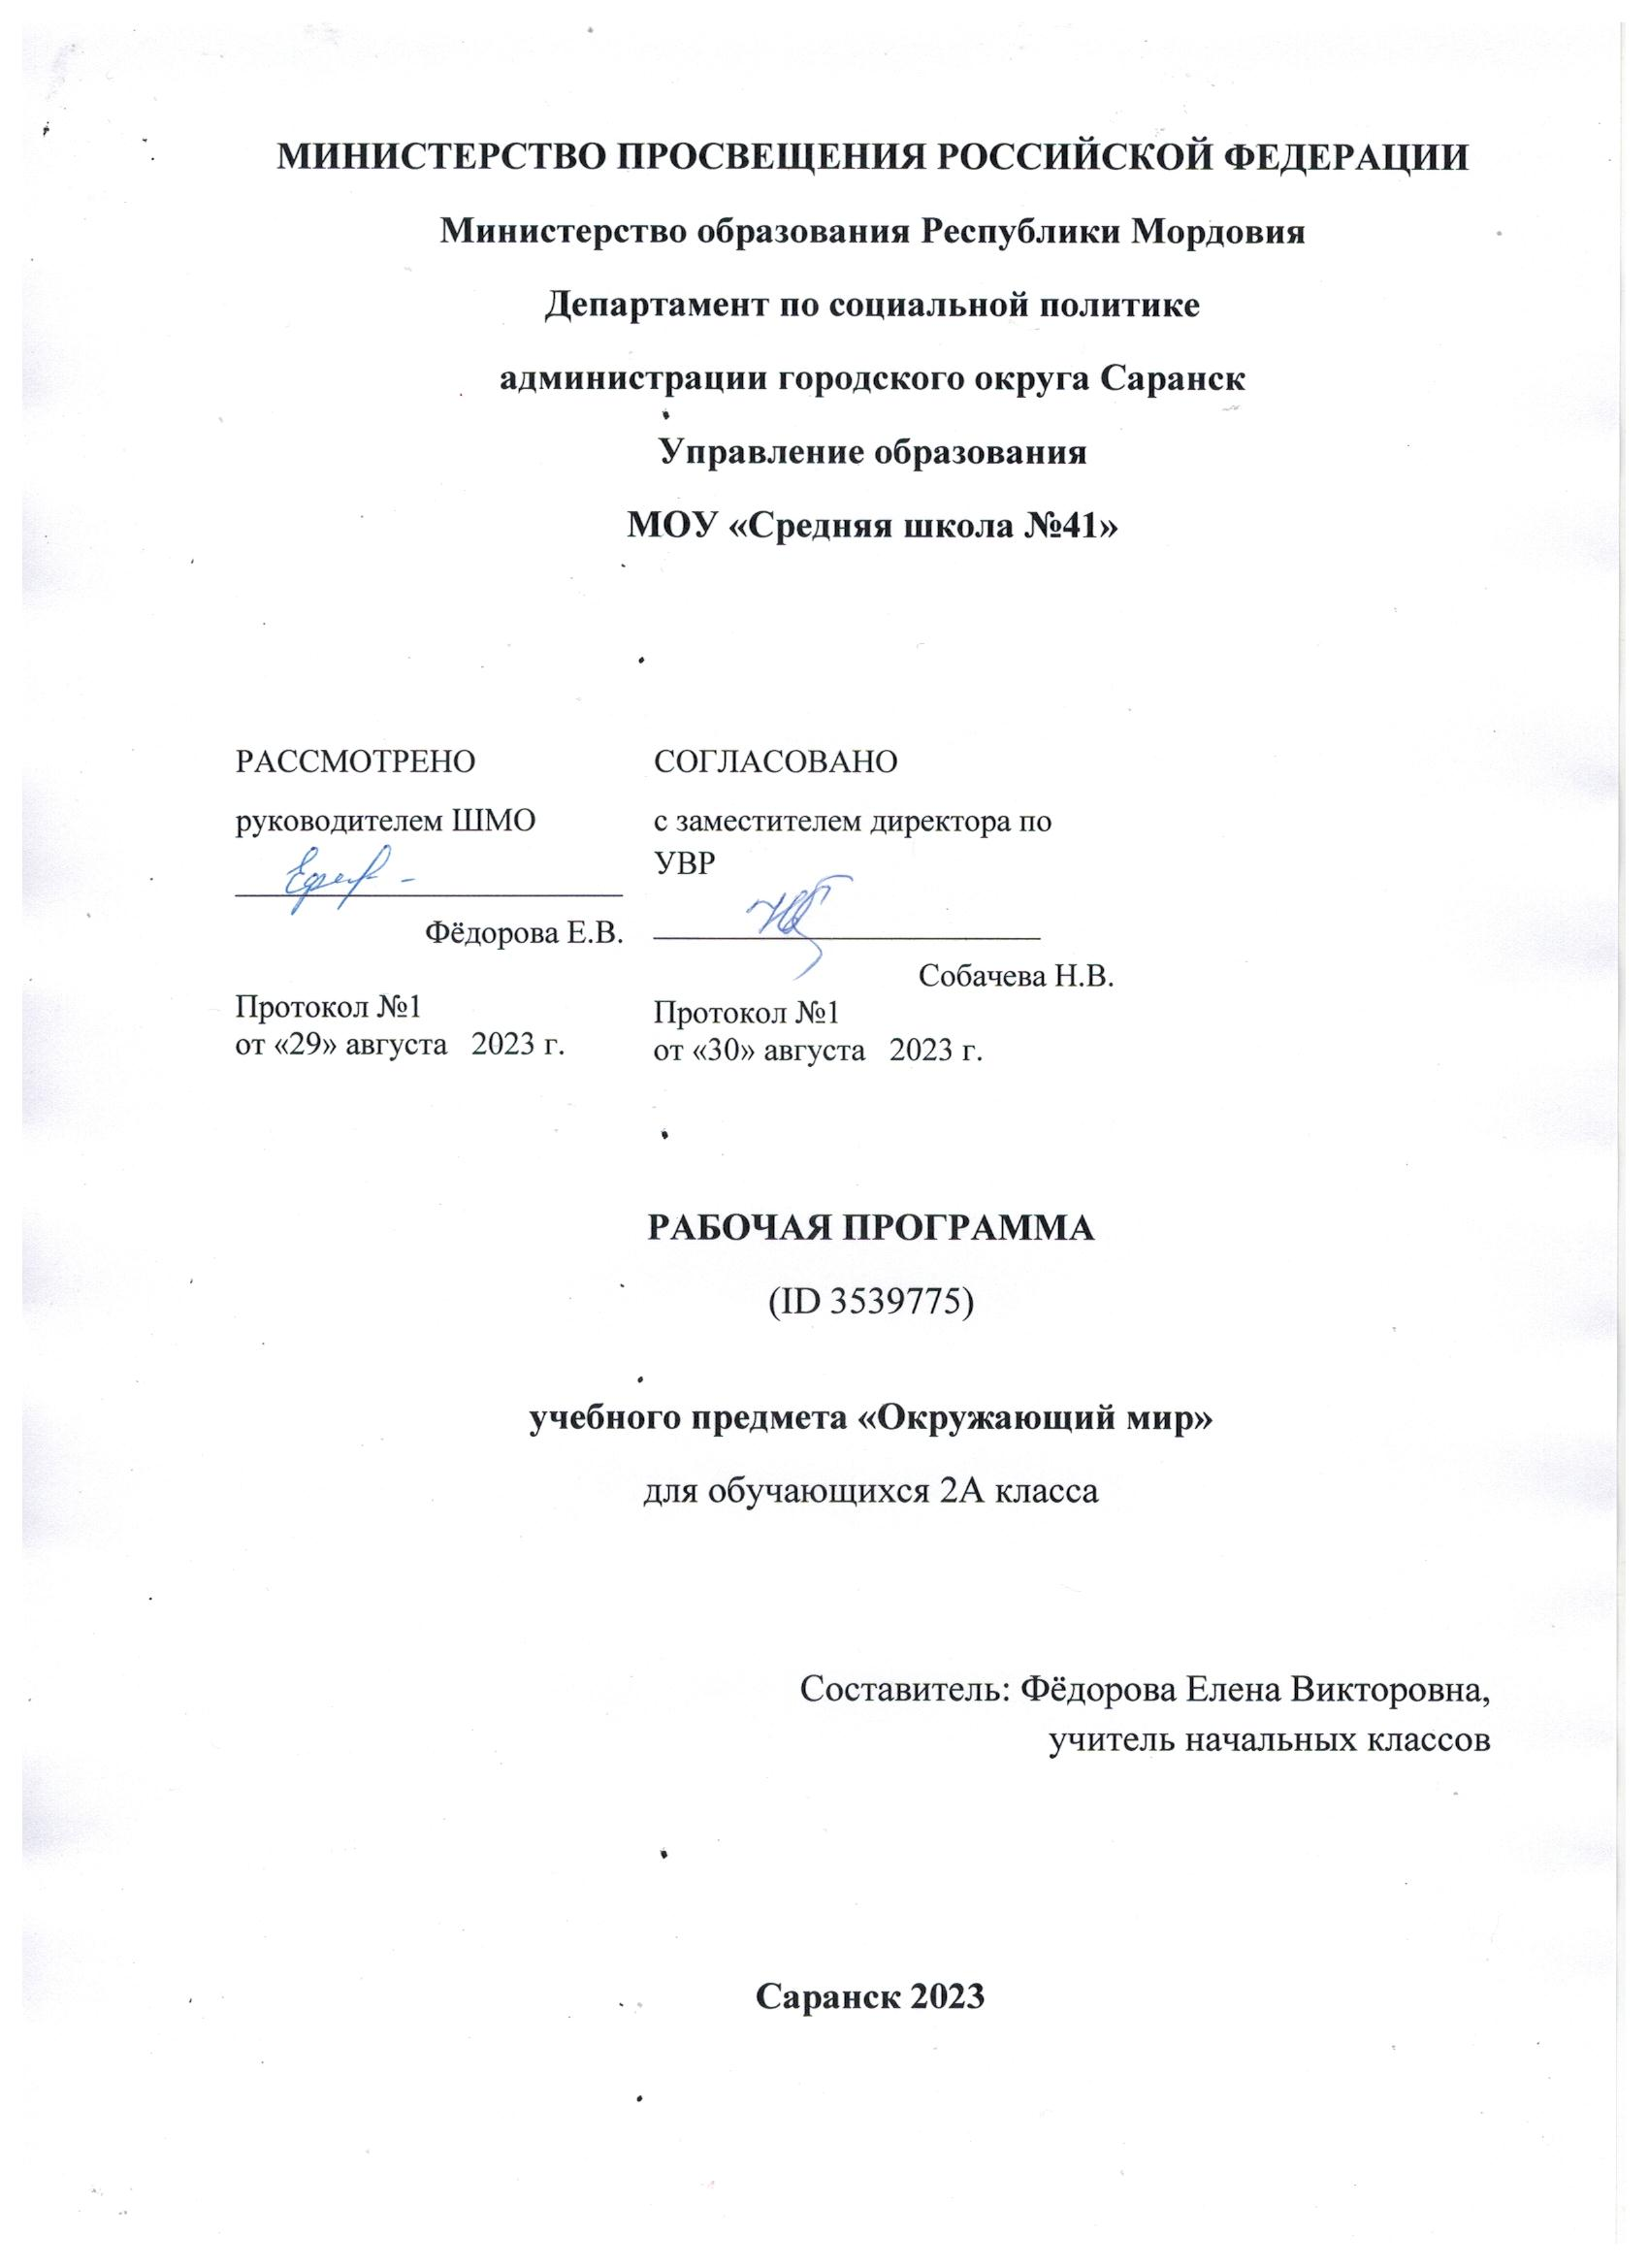 МИНИСТЕРСТВО ПРОСВЕЩЕНИЯ РОССИЙСКОЙ ФЕДЕРАЦИИ
Министерство образования Республики Мордовия
Департамент по социальной политике
администрации городского округа Саранск
Управление образования
МОУ «Средняя школа №41»
РАССМОТРЕНО
руководителем ШМО
Фёдорова Е.В.
Протокол №1
от «29» августа 2023 г.
СОГЛАСОВАНО
с заместителем директора по
УВР
Собачева Н.В.
Протокол №1
от «30» августа 2023 г.
РАБОЧАЯ ПРОГРАММА
(ID 3539775)
учебного предмета «Окружающий мир»
для обучающихся 2А класса
Составитель: Фёдорова Елена Викторовна,
учитель начальных классов
Саранск 2023